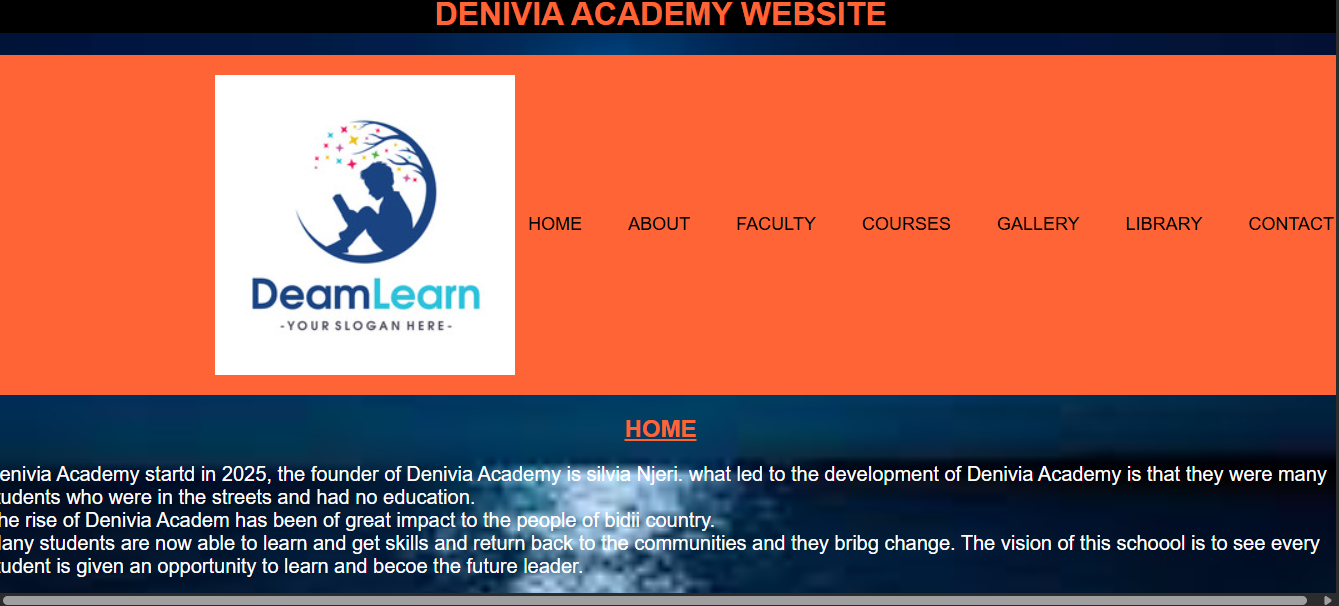 DENIVIA ACADEMY WEBSITE
DeamLearn
-YOUR SLOGAN HERE-
HOME ABOUT FACULTY COURSES GALLERY LIBRARY CONTACT
HOME
enivia Academy startd in 2025, the founder of Denivia Academy is silvia Njeri. what led to the development of Denivia Academy is that they were many
tudents who were in the streets and had no education.
he rise of Denivia Academ has been of great impact to the people of bidii country.
any students are now able to learn and get skills and return back to the communities and they bribg change. The vision of this schoool is to see every
tudent is given an opportunity to learn and becoe the future leader.